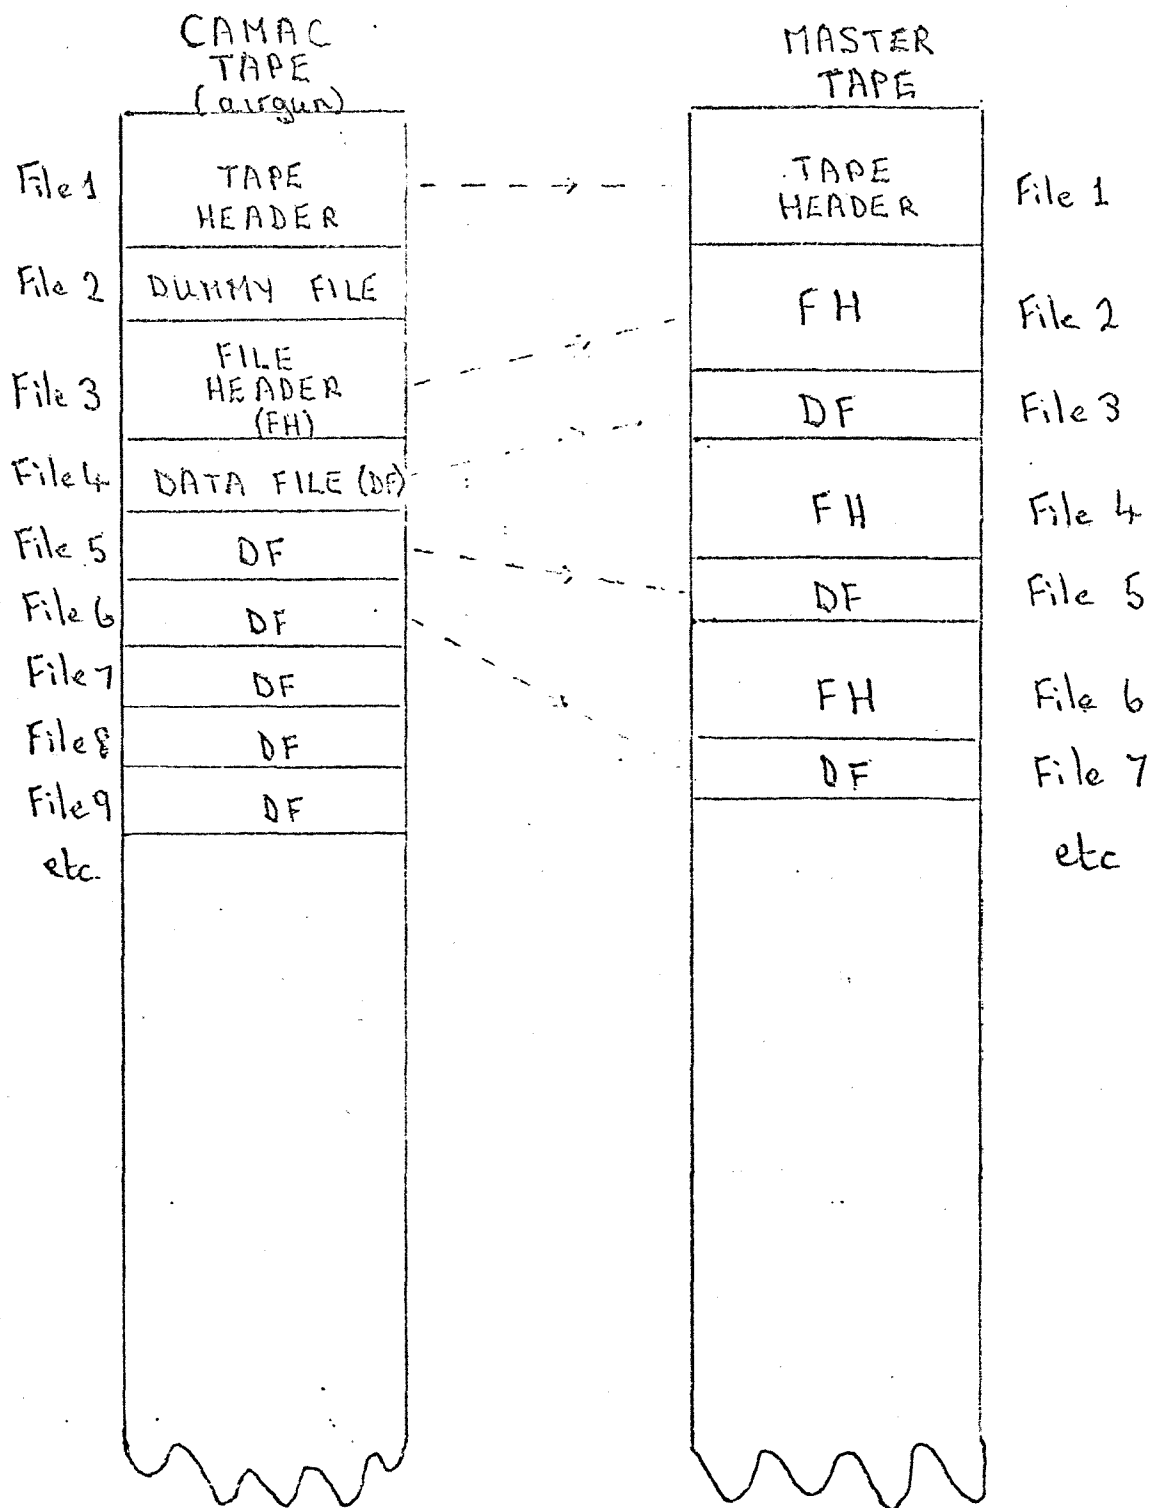 CAMAC
TAPE
(airgun)
File 1
TAPE
HEADER
File 2
DUMMY FILE
File 3
FILE
HEADER
(FH)
File 4
DATA FILE (DF)
File 5
DF
File 6
DF
File 7
DF
File 8
DF
File 9
DF
etc.
MASTER
TAPE
TAPE
HEADER
File 1
FH
File 2
DF
File 3
FH
File 4
DF
File 5
FH
File 6
DF
File 7
etc